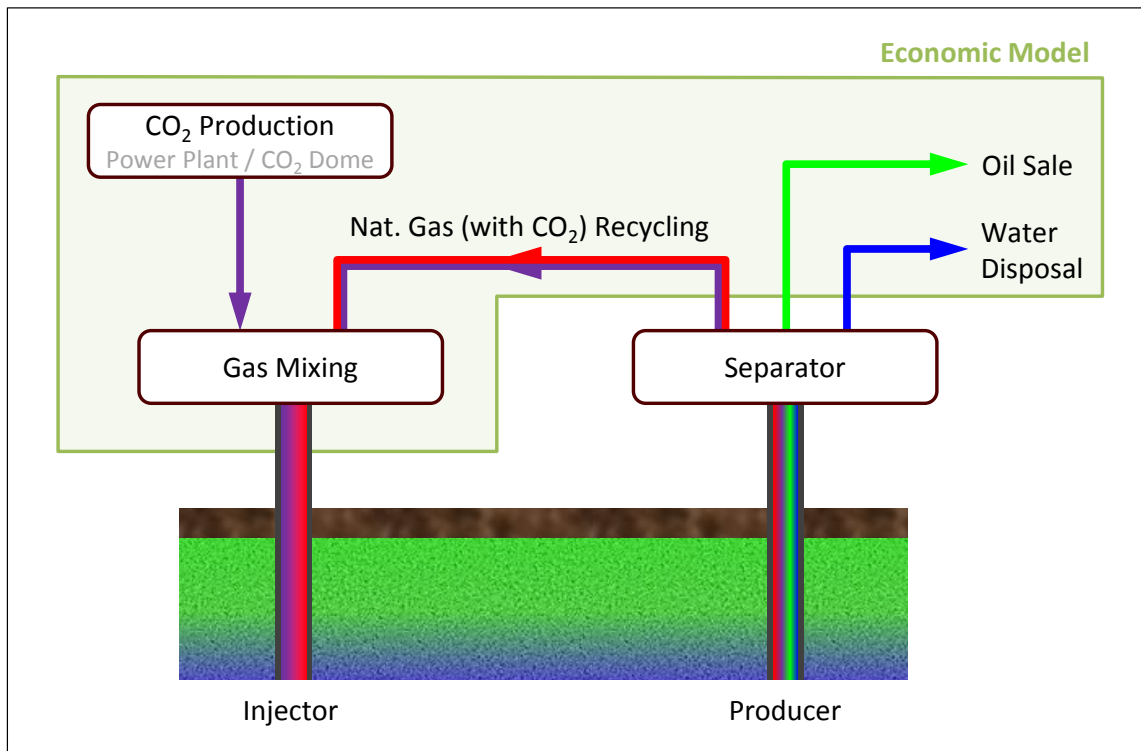 Economic Model
CO₂ Production
Power Plant / CO₂ Dome
Oil Sale
Nat. Gas (with CO₂) Recycling
Water
Disposal
Gas Mixing
Separator
Injector
Producer